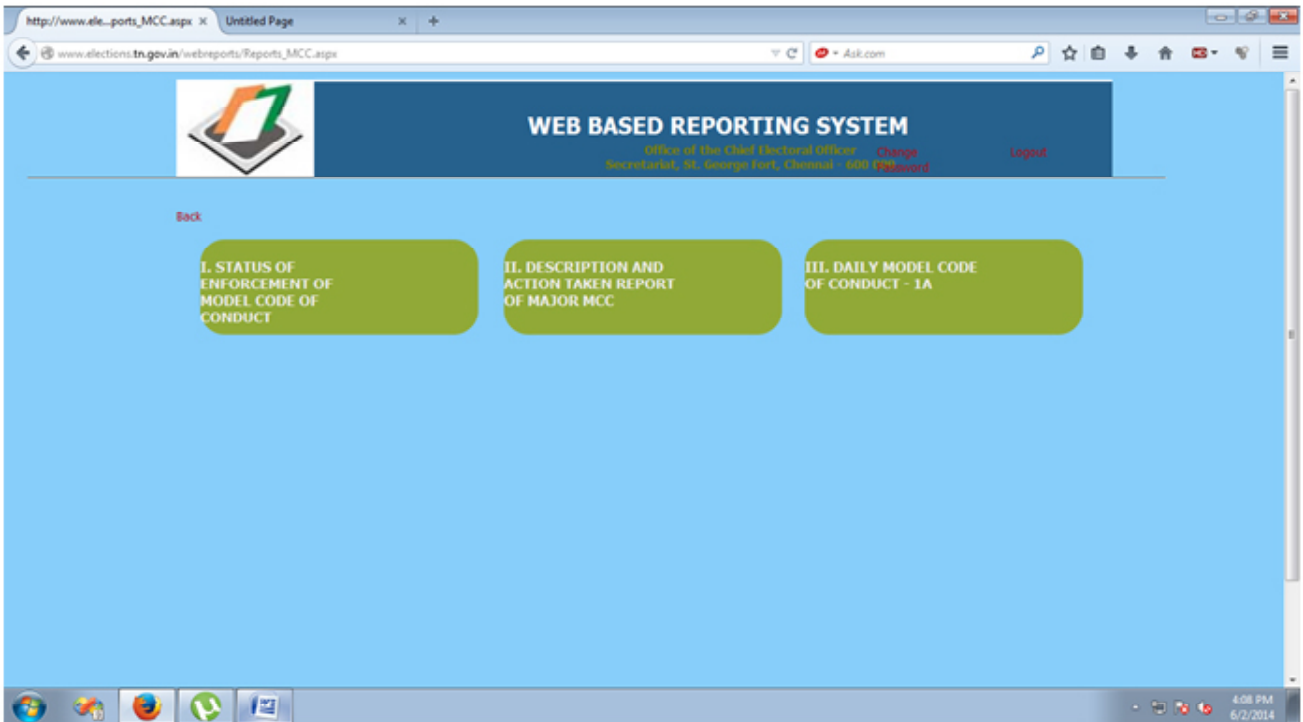 http://www.ele...ports_MCC.aspx
Untitled Page
www.elections.tn.gov.in/webreports/Reports_MCC.aspx
Ask.com
WEB BASED REPORTING SYSTEM
Office of the Chief Electoral Officer
Secretariat, St. George Fort, Chennai - 600
Change
Password
Logout
Back
I. STATUS OF
ENFORCEMENT OF
MODEL CODE OF
CONDUCT
II. DESCRIPTION AND
ACTION TAKEN REPORT
OF MAJOR MCC
III. DAILY MODEL CODE
OF CONDUCT - 1A
4:08 PM
6/2/2014